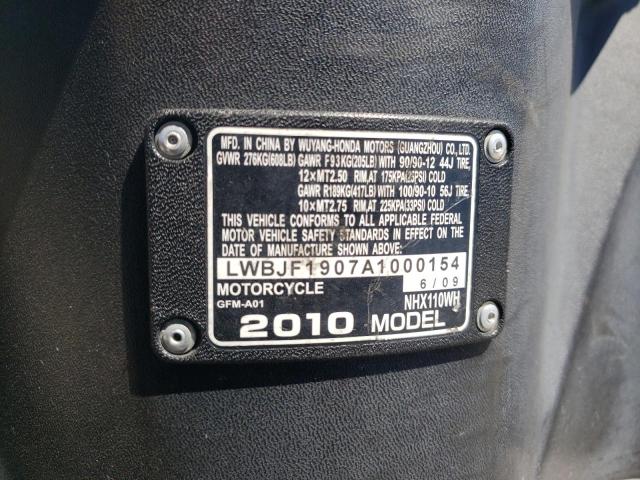 MFD. IN CHINA BY WUYANG-HONDA MOTORS (GUANGZHOU) CO., LTD.
GVWR 276KG(608LB) GAWR F93KG(205LB) WITH 90/90-12 44J TIRE,
12×MT2.50 RIM, AT 175KPA(25PSI) COLD
GAWR R189KG(417LB) WITH 100/90-10 56J TIRE,
10×MT2.75 RIM, AT 225KPA(33PSI) COLD
THIS VEHICLE CONFORMS TO ALL APPLICABLE FEDERAL
MOTOR VEHICLE SAFETY STANDARDS IN EFFECT ON THE
DATE OF MANUFACTURE SHOWN ABOVE:
LWBJF1907A1000154
MOTORCYCLE 6/09
GFM-A01 NHX110WH
2010 MODEL